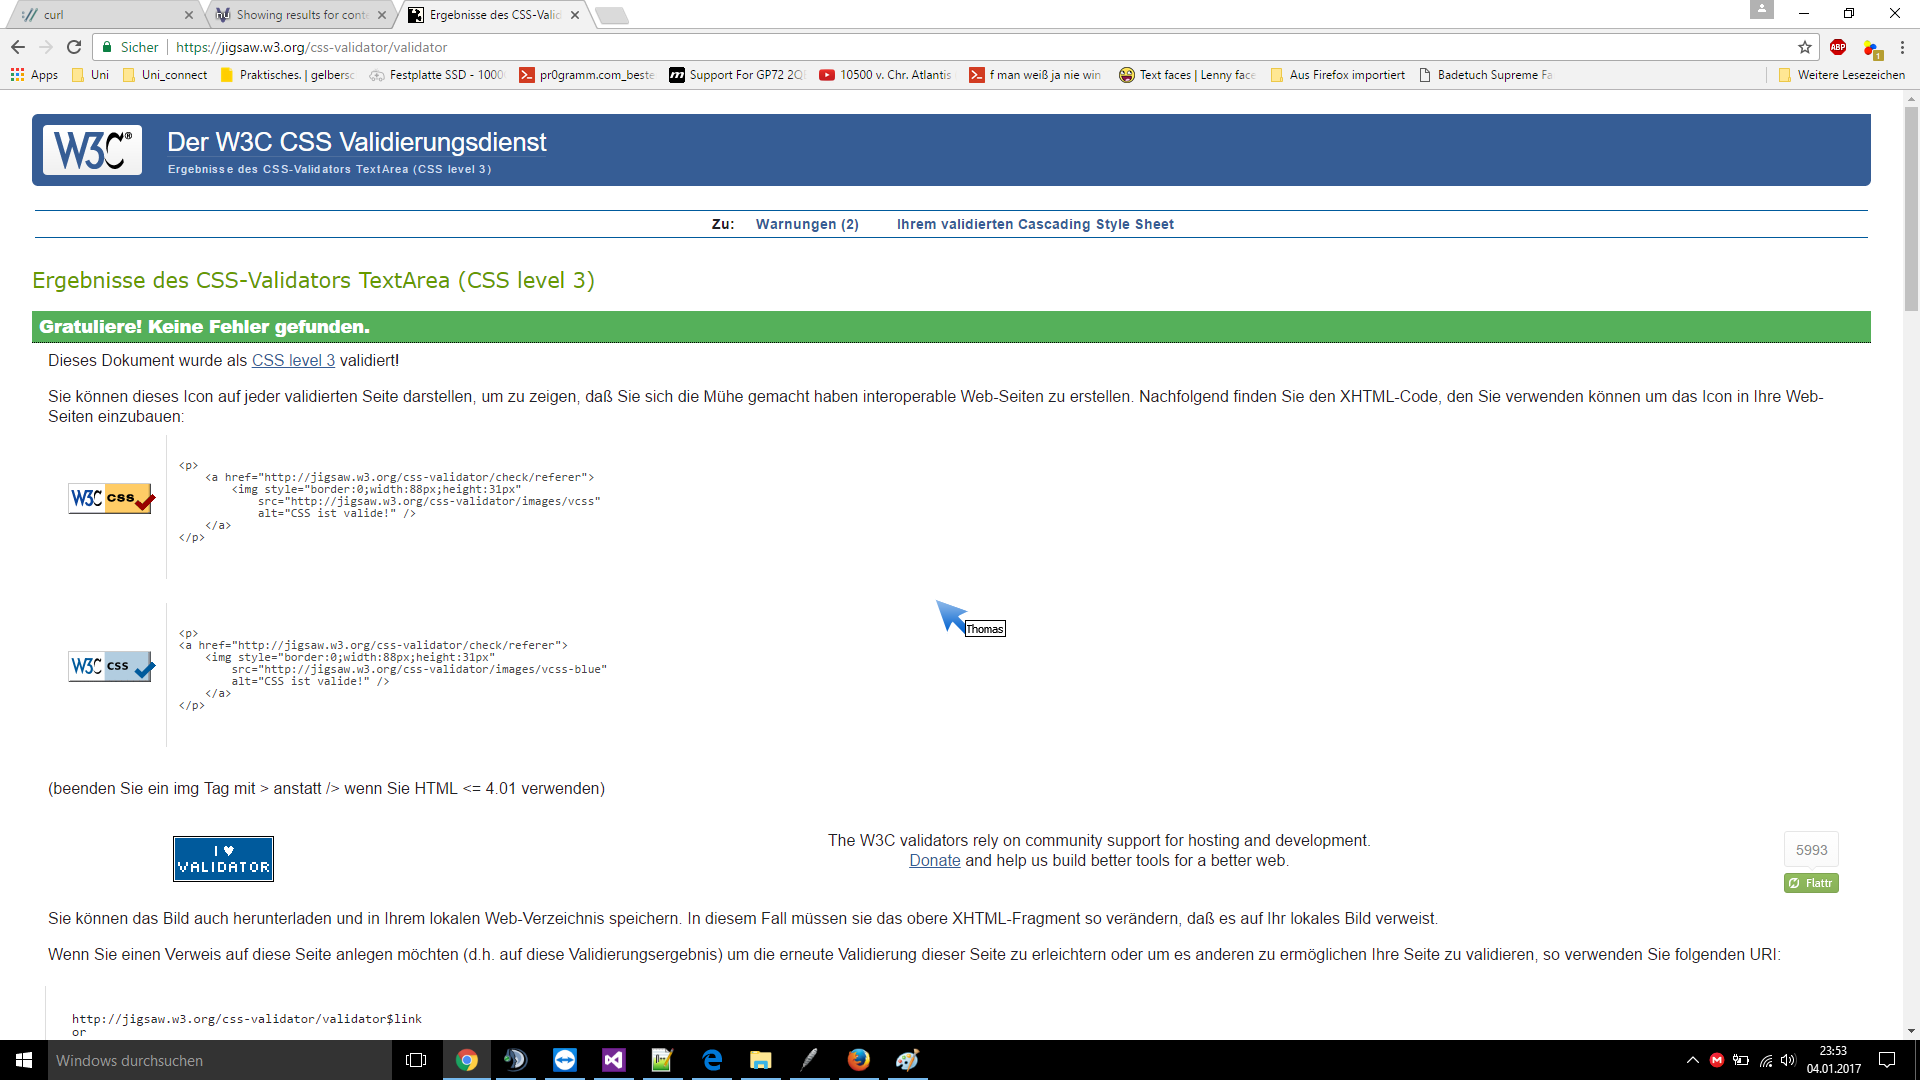 curl
Showing results for conte
Ergebnisse des CSS-Valid
Sicher
https://jigsaw.w3.org/css-validator/validator
ABP
1
Apps
Uni
Uni_connect
Praktisches. | gelbersc
Festplatte SSD - 1000
pr0gramm.com_beste
Support For GP72 2Q
10500 v. Chr. Atlantis
f man weiß ja nie win
Text faces | Lenny face
Aus Firefox importiert
Badetuch Supreme Fa
Weitere Lesezeichen
W3C®
Der W3C CSS Validierungsdienst
Ergebnisse des CSS-Validators TextArea (CSS level 3)
Zu: Warnungen (2) Ihrem validierten Cascading Style Sheet
Ergebnisse des CSS-Validators TextArea (CSS level 3)
Gratuliere! Keine Fehler gefunden.
Dieses Dokument wurde als CSS level 3 validiert!
Sie können dieses Icon auf jeder validierten Seite darstellen, um zu zeigen, daß Sie sich die Mühe gemacht haben interoperable Web-Seiten zu erstellen. Nachfolgend finden Sie den XHTML-Code, den Sie verwenden können um das Icon in Ihre Web-
Seiten einzubauen:
W3C css
<p>
<a href="http://jigsaw.w3.org/css-validator/check/referer">
<img style="border:0;width:88px;height:31px"
src="http://jigsaw.w3.org/css-validator/images/vcss"
alt="CSS ist valide!" />
</a>
</p>
Thomas
W3C css
<p>
<a href="http://jigsaw.w3.org/css-validator/check/referer">
<img style="border:0;width:88px;height:31px"
src="http://jigsaw.w3.org/css-validator/images/vcss-blue"
alt="CSS ist valide!" />
</a>
</p>
(beenden Sie ein img Tag mit > anstatt /> wenn Sie HTML <= 4.01 verwenden)
I ♥
VALIDATOR
The W3C validators rely on community support for hosting and development.
Donate and help us build better tools for a better web.
5993
Flattr
Sie können das Bild auch herunterladen und in Ihrem lokalen Web-Verzeichnis speichern. In diesem Fall müssen sie das obere XHTML-Fragment so verändern, daß es auf Ihr lokales Bild verweist.
Wenn Sie einen Verweis auf diese Seite anlegen möchten (d.h. auf diese Validierungsergebnis) um die erneute Validierung dieser Seite zu erleichtern oder um es anderen zu ermöglichen Ihre Seite zu validieren, so verwenden Sie folgenden URI:
http://jigsaw.w3.org/css-validator/validator$link
or
Windows durchsuchen
23:53
04.01.2017